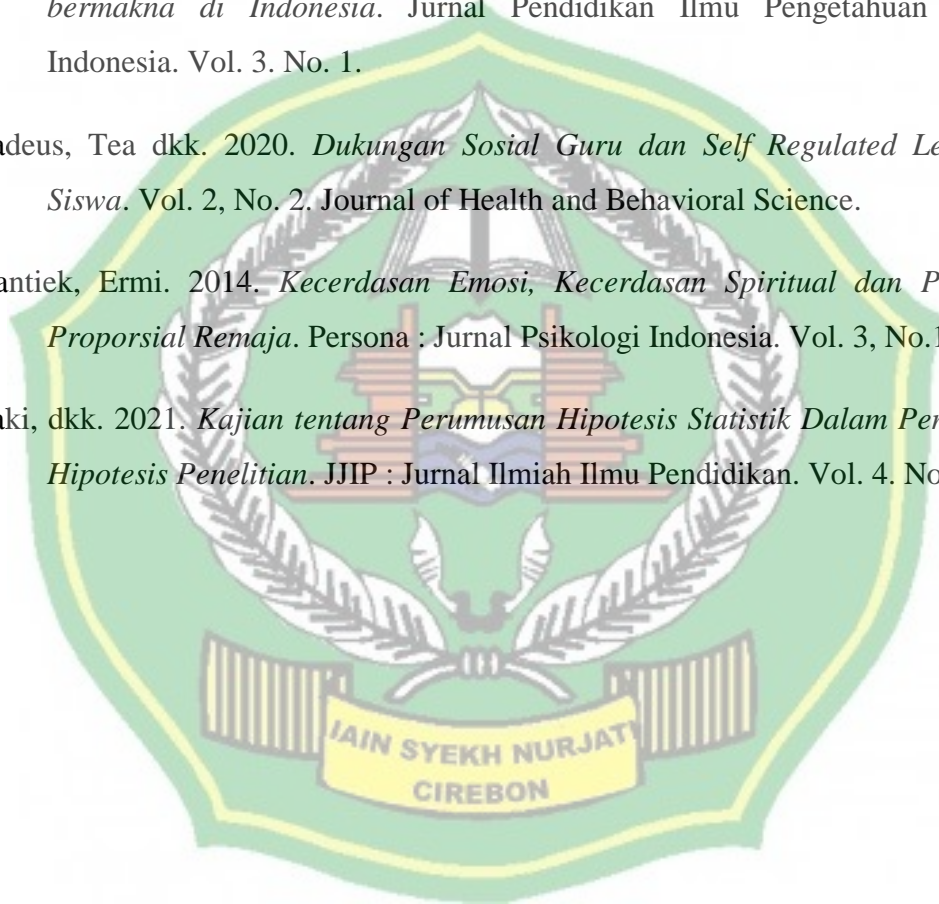 bermakna di Indonesia. Jurnal Pendidikan Ilmu Pengetahuan
Indonesia. Vol. 3. No. 1.
adeus, Tea dkk. 2020. Dukungan Sosial Guru dan Self Regulated Le
Siswa. Vol. 2, No. 2. Journal of Health and Behavioral Science.
antiek, Ermi. 2014. Kecerdasan Emosi, Kecerdasan Spiritual dan P
Proporsial Remaja. Persona : Jurnal Psikologi Indonesia. Vol. 3, No.1
aki, dkk. 2021. Kajian tentang Perumusan Hipotesis Statistik Dalam Pen
Hipotesis Penelitian. JJIP : Jurnal Ilmiah Ilmu Pendidikan. Vol. 4. No
IAIN SYEKH NURJATI
CIREBON